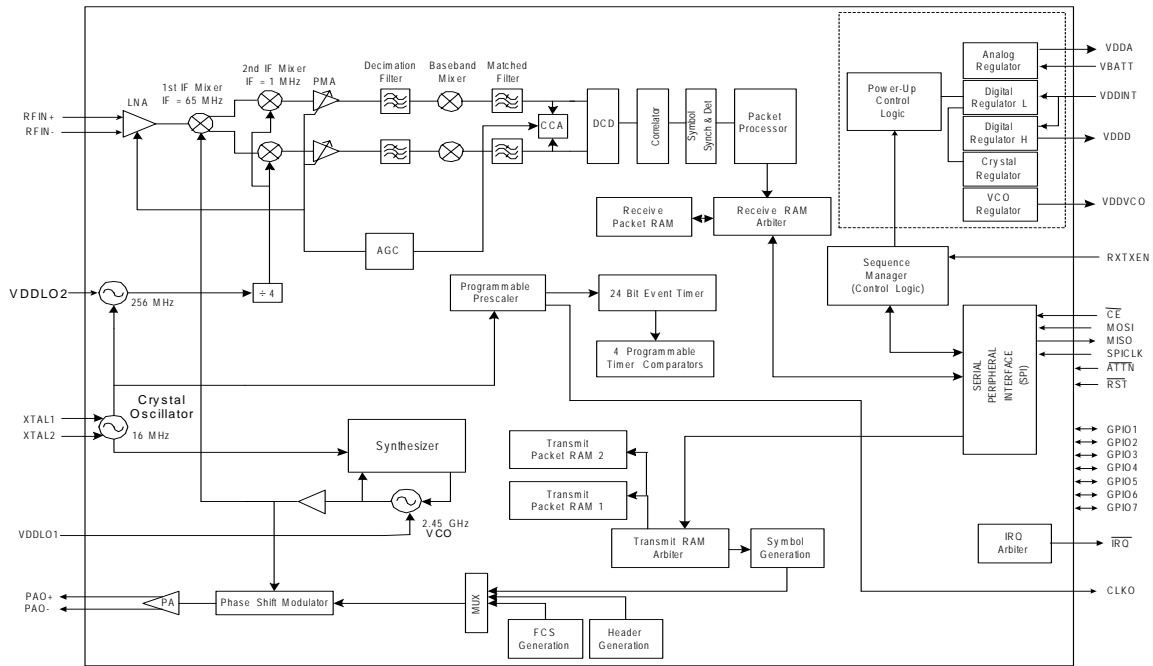 RFIN+
RFIN-
LNA
1st IF Mixer
IF = 65 MHz
2nd IF Mixer
IF = 1 MHz
PMA
Decimation
Filter
Baseband
Mixer
Matched
Filter
CCA
DCD
Correlator
Symbol
Synch & Det
Packet
Processor
Power-Up
Control
Logic
Analog
Regulator
Digital
Regulator L
Digital
Regulator H
Crystal
Regulator
VCO
Regulator
VDDA
VBATT
VDDINT
VDDD
VDDVCO
Receive
Packet RAM
Receive RAM
Arbiter
AGC
Sequence
Manager
(Control Logic)
RXTXEN
VDDLO2
256 MHz
÷4
Programmable
Prescaler
24 Bit Event Timer
4 Programmable
Timer Comparators
SERIAL
PERIPHERAL
INTERFACE
(SPI)
CE
MOSI
MISO
SPICLK
ATTN
RST
Crystal
Oscillator
XTAL1
XTAL2
16 MHz
Synthesizer
2.45 GHz
VCO
VDDLO1
Transmit
Packet RAM 2
Transmit
Packet RAM 1
Transmit RAM
Arbiter
Symbol
Generation
GPIO1
GPIO2
GPIO3
GPIO4
GPIO5
GPIO6
GPIO7
IRQ
Arbiter
IRQ
CLKO
PAO+
PAO-
PA
Phase Shift Modulator
MUX
FCS
Generation
Header
Generation